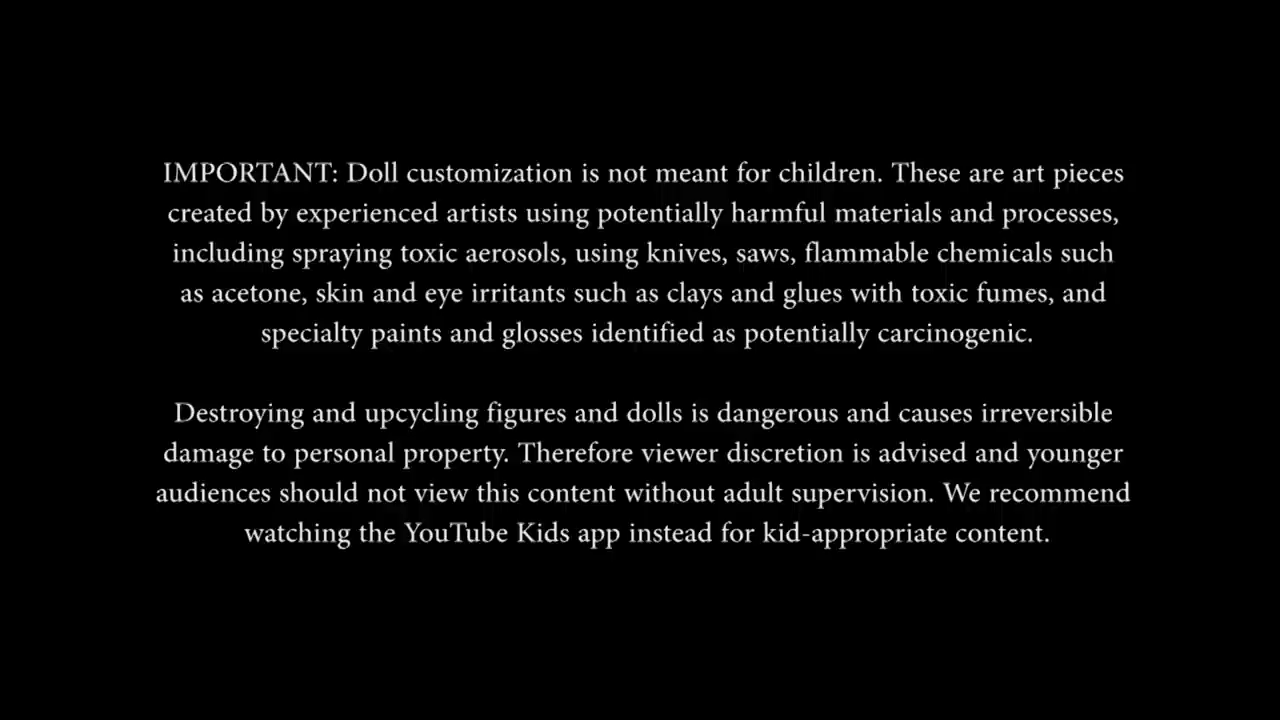 IMPORTANT: Doll customization is not meant for children. These are art pieces
created by experienced artists using potentially harmful materials and processes,
including spraying toxic aerosols, using knives, saws, flammable chemicals such
as acetone, skin and eye irritants such as clays and glues with toxic fumes, and
specialty paints and glosses identified as potentially carcinogenic.
Destroying and upcycling figures and dolls is dangerous and causes irreversible
damage to personal property. Therefore viewer discretion is advised and younger
audiences should not view this content without adult supervision. We recommend
watching the YouTube Kids app instead for kid-appropriate content.